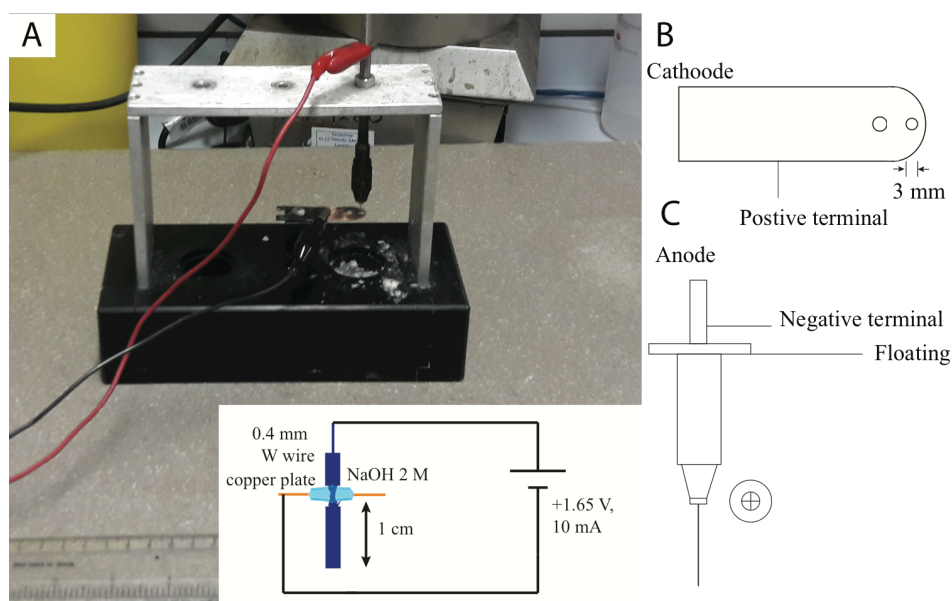 A
B
Cathoode
3 mm
Postive terminal
C
Anode
Negative terminal
Floating
0.4 mm
W wire
copper plate
NaOH 2 M
1 cm
+1.65 V,
10 mA